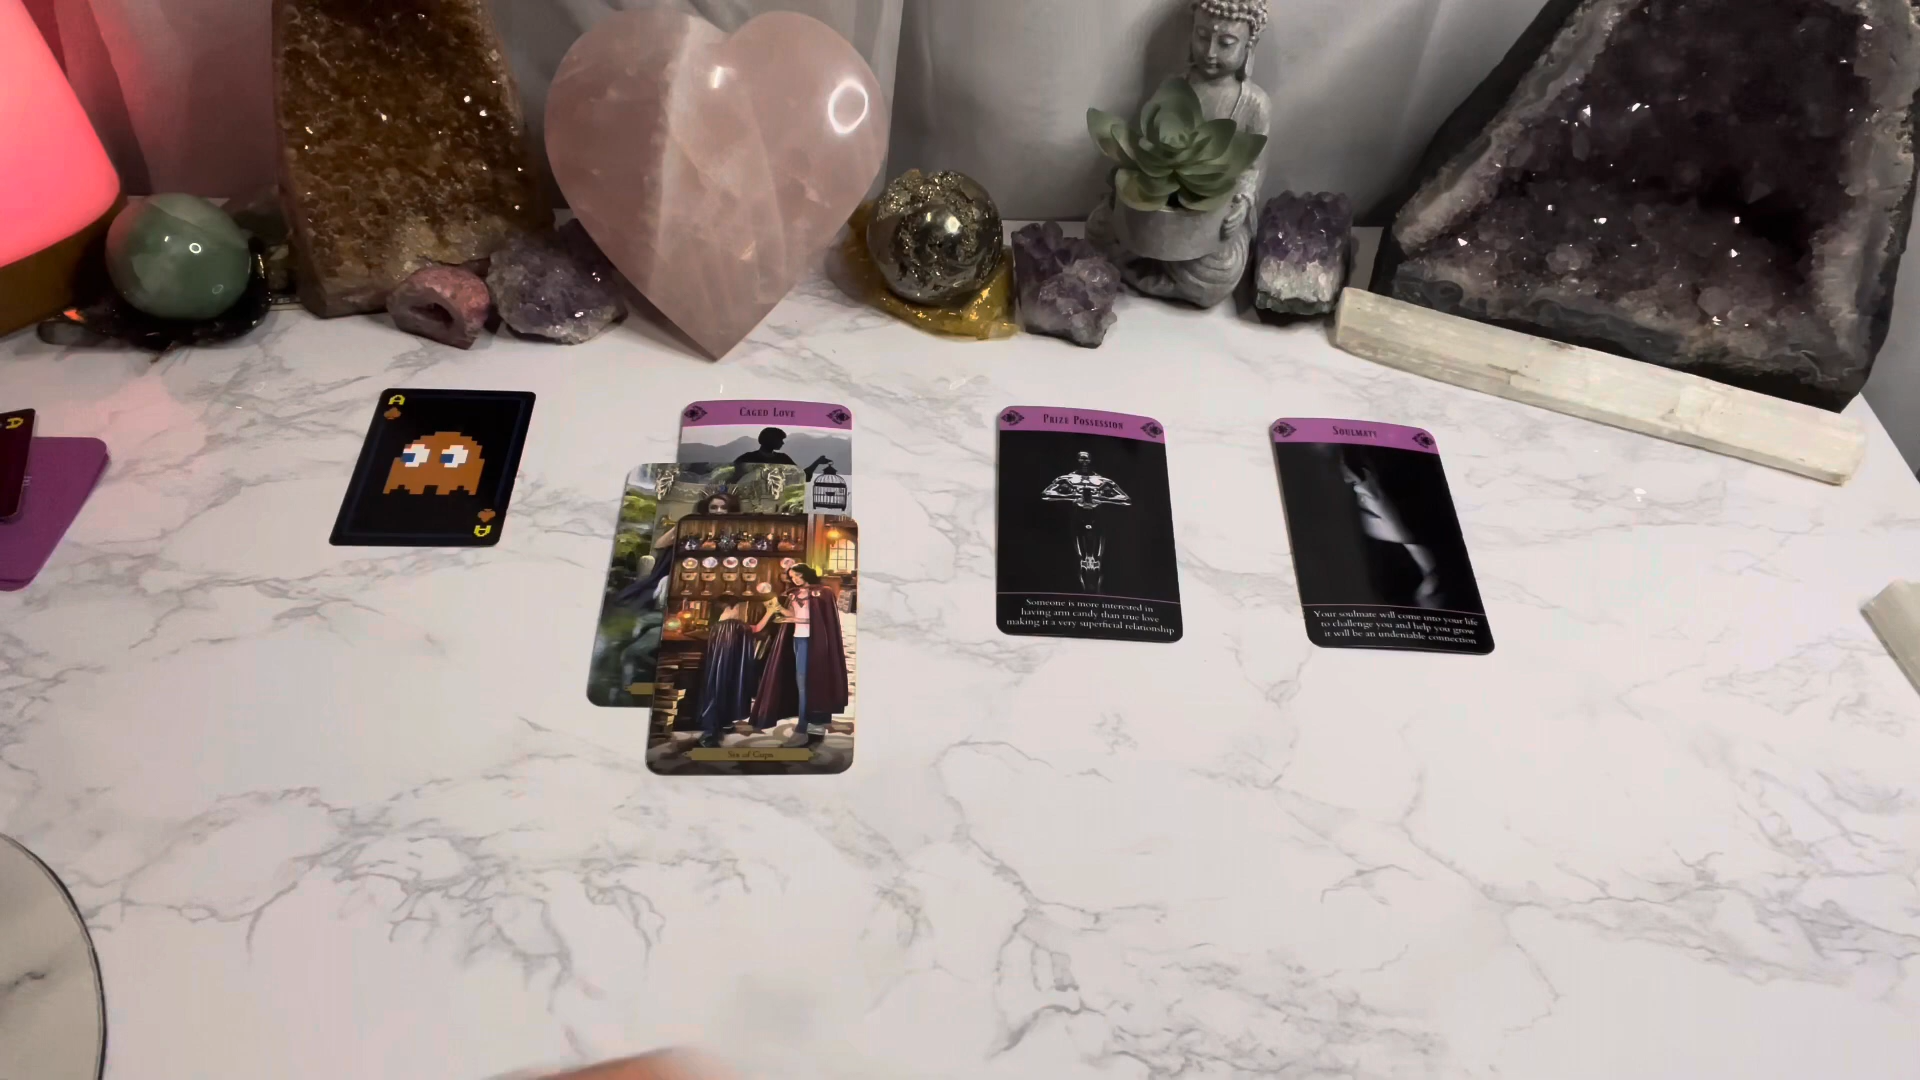 A
A
A
CAGED LOVE
PRIZE POSSESSION
Someone is more interested in
having arm candy than true love
making it a very superficial relationship
SOULMATE
Your soulmate will come into your life
to challenge you and help you grow
it will be an undeniable connection
Six of Cups